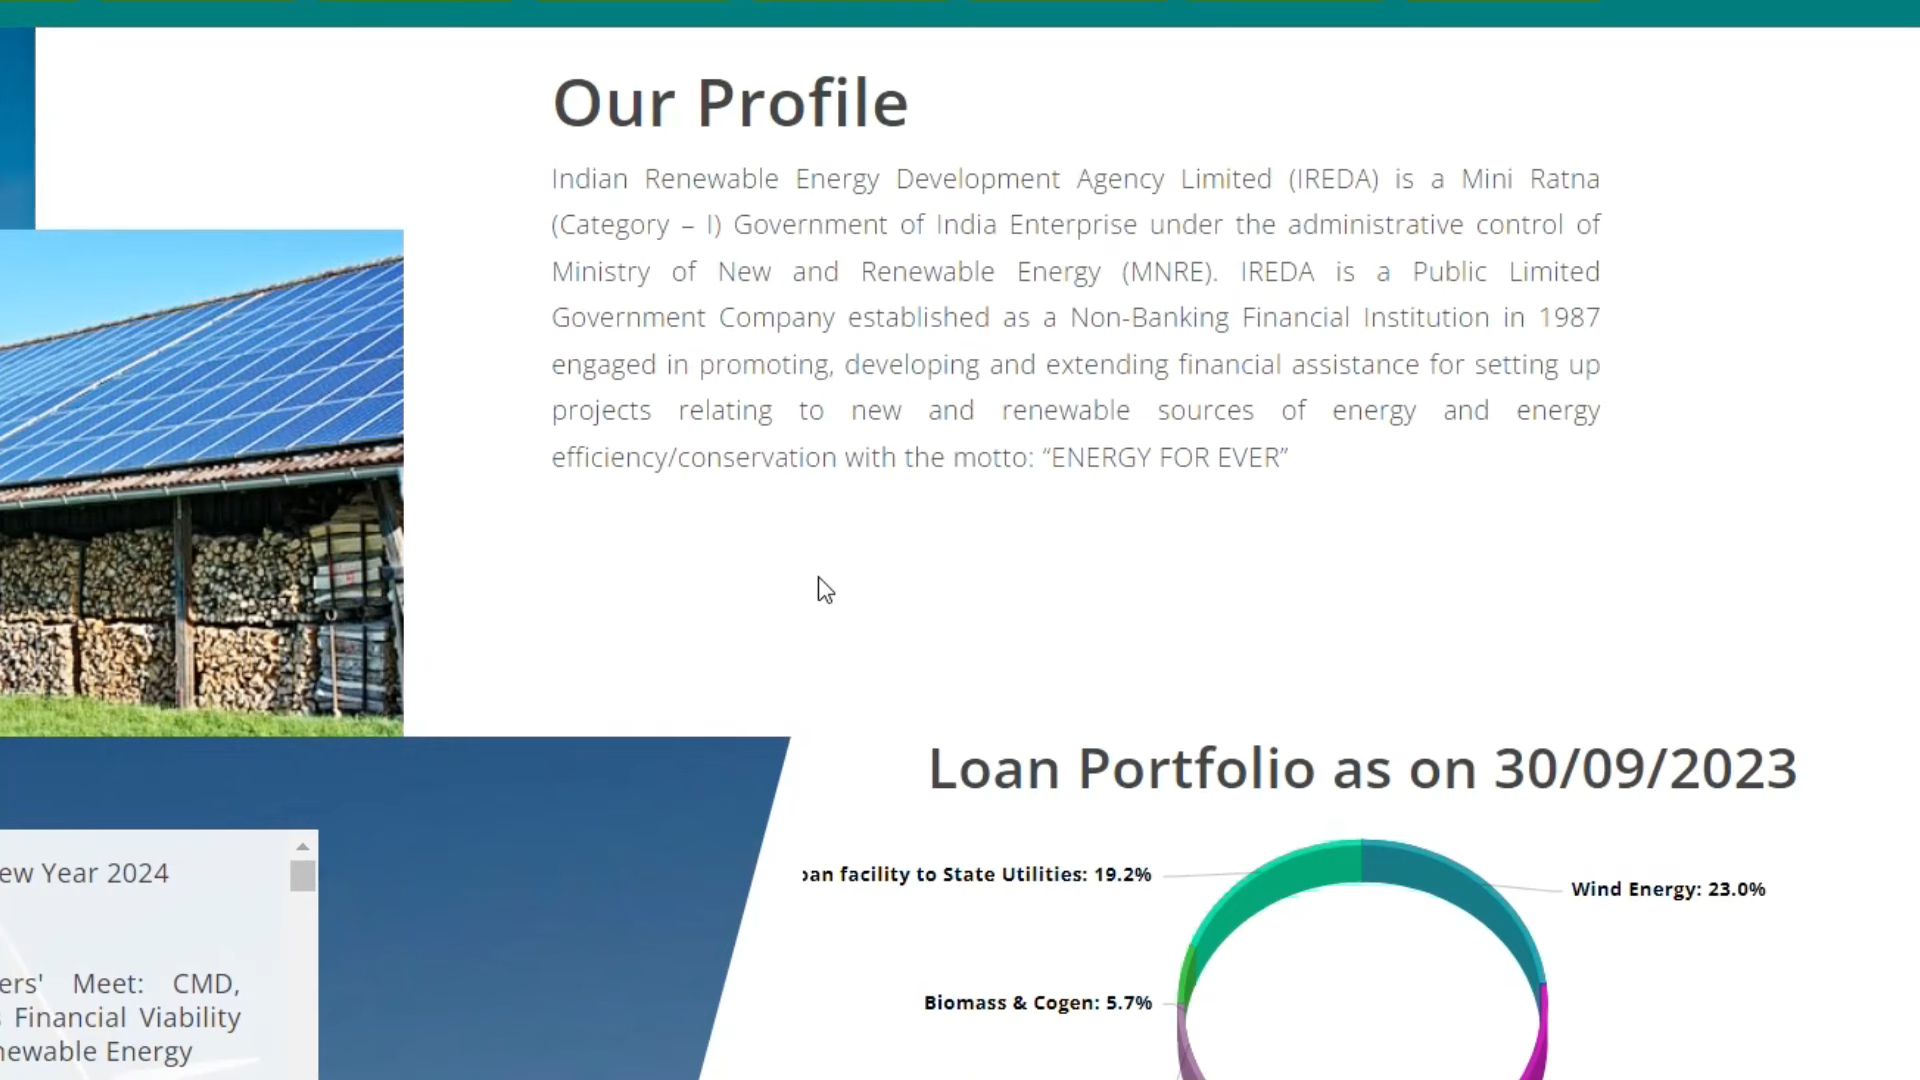 Our Profile
Indian Renewable Energy Development Agency Limited (IREDA) is a Mini Ratna
(Category – I) Government of India Enterprise under the administrative control of
Ministry of New and Renewable Energy (MNRE). IREDA is a Public Limited
Government Company established as a Non-Banking Financial Institution in 1987
engaged in promoting, developing and extending financial assistance for setting up
projects relating to new and renewable sources of energy and energy
efficiency/conservation with the motto: “ENERGY FOR EVER”
Loan Portfolio as on 30/09/2023
facility to State Utilities: 19.2%
Wind Energy: 23.0%
Biomass & Cogen: 5.7%
Year 2024
Meet: CMD,
Financial Viability
Energy